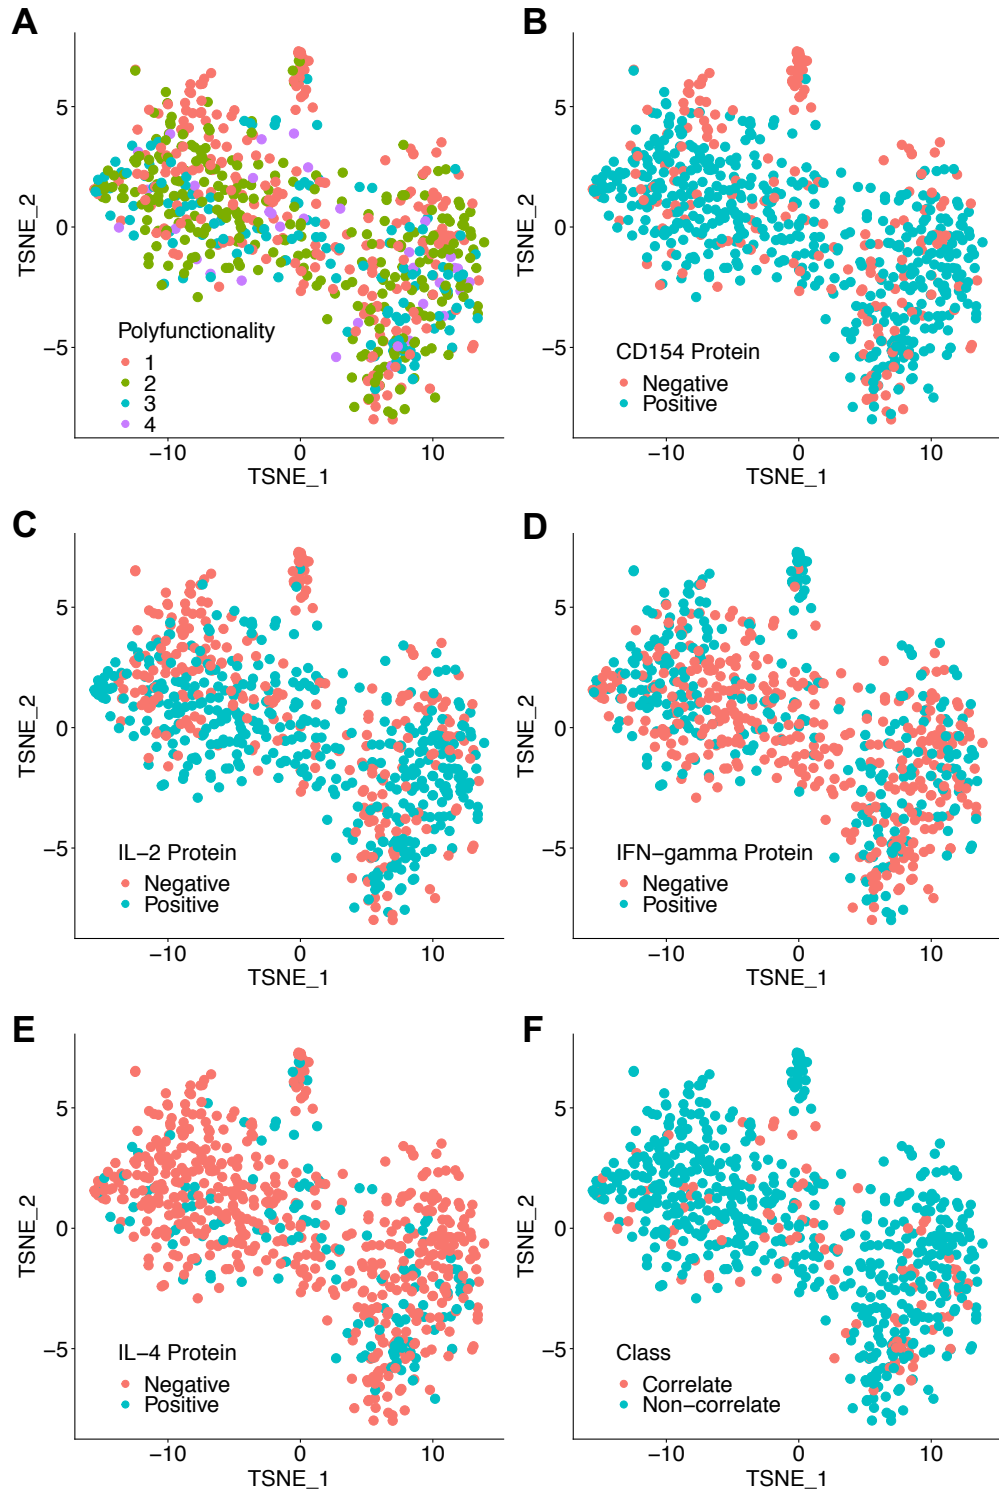 A
TSNE_2
5
0
−5
Polyfunctionality
1
2
3
4
−10 0 10
TSNE_1
B
TSNE_2
5
0
−5
CD154 Protein
Negative
Positive
−10 0 10
TSNE_1
C
TSNE_2
5
0
−5
IL−2 Protein
Negative
Positive
−10 0 10
TSNE_1
D
TSNE_2
5
0
−5
IFN−gamma Protein
Negative
Positive
−10 0 10
TSNE_1
E
TSNE_2
5
0
−5
IL−4 Protein
Negative
Positive
−10 0 10
TSNE_1
F
TSNE_2
5
0
−5
Class
Correlate
Non−correlate
−10 0 10
TSNE_1